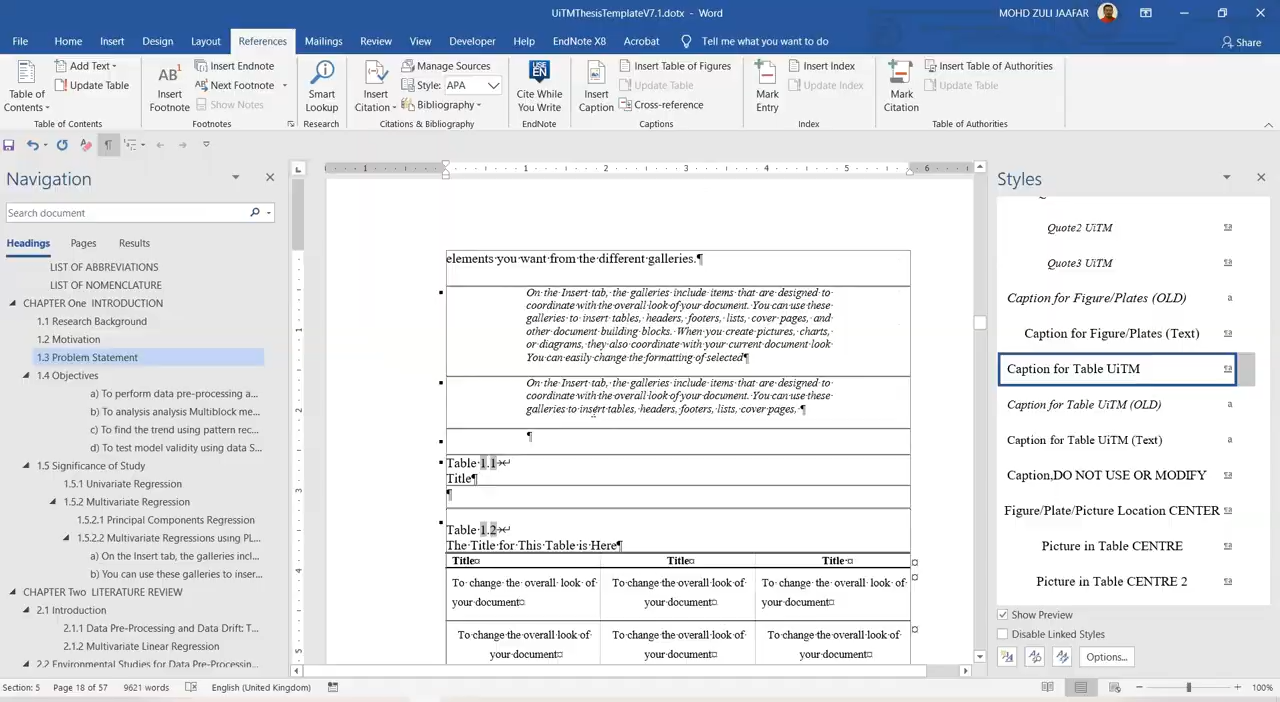 UiTMThesisTemplateV7.1.dotx - Word
MOHD ZULI JAAFAR
File Home Insert Design Layout References Mailings Review View Developer Help EndNote X8 Acrobat Tell me what you want to do
Share
Table of Contents
Add Text
Update Table
Table of Contents
AB¹
Insert Footnote
Insert Endnote
Next Footnote
Show Notes
Footnotes
Smart Lookup
Research
Insert Citation
Manage Sources
Style: APA
Bibliography
Citations & Bibliography
USE EN
Cite While You Write
EndNote
Insert Caption
Insert Table of Figures
Update Table
Cross-reference
Captions
Mark Entry
Insert Index
Update Index
Index
Mark Citation
Insert Table of Authorities
Update Table
Table of Authorities
Navigation
Search document
Headings Pages Results
LIST OF ABBREVIATIONS
LIST OF NOMENCLATURE
CHAPTER One INTRODUCTION
1.1 Research Background
1.2 Motivation
1.3 Problem Statement
1.4 Objectives
a) To perform data pre-processing a...
b) To analysis analysis Multiblock me...
c) To find the trend using pattern rec...
d) To test model validity using data S...
1.5 Significance of Study
1.5.1 Univariate Regression
1.5.2 Multivariate Regression
1.5.2.1 Principal Components Regression
1.5.2.2 Multivariate Regressions using PL...
a) On the Insert tab, the galleries incl...
b) You can use these galleries to inser...
CHAPTER Two LITERATURE REVIEW
2.1 Introduction
2.1.1 Data Pre-Processing and Data Drift: T...
2.1.2 Multivariate Linear Regression
2.2 Environmental Studies for Data Pre-Processin...
1 1 2 3 4 5 6
1
2
3
4
5
elements you want from the different galleries.¶
On the Insert tab, the galleries include items that are designed to
coordinate with the overall look of your document. You can use these
galleries to insert tables, headers, footers, lists, cover pages, and
other document building blocks. When you create pictures, charts,
or diagrams, they also coordinate with your current document look
You can easily change the formatting of selected¶
On the Insert tab, the galleries include items that are designed to
coordinate with the overall look of your document. You can use these
galleries to insert tables, headers, footers, lists, cover pages, ¶
¶
Table 1.1
Title¶
¶
Table 1.2
The Title for This Table is Here¶
Title¤ Title¤ Title ¤
To change the overall look of your document¤
To change the overall look of your document¤
To change the overall look of your document¤
To change the overall look of your document¤
To change the overall look of your document¤
To change the overall look of your document¤
Styles
Quote2 UiTM
Quote3 UiTM
Caption for Figure/Plates (OLD) a
Caption for Figure/Plates (Text)
Caption for Table UiTM
Caption for Table UiTM (OLD) a
Caption for Table UiTM (Text) a
Caption,DO NOT USE OR MODIFY
Figure/Plate/Picture Location CENTER
Picture in Table CENTRE
Picture in Table CENTRE 2
Show Preview
Disable Linked Styles
Options...
Section: 5 Page 18 of 57 9621 words English (United Kingdom) 100%